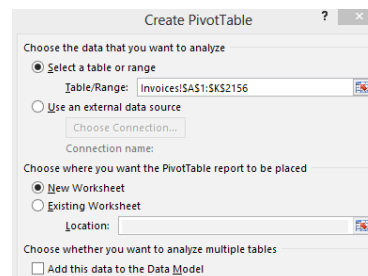 Create PivotTable ? ×
Choose the data that you want to analyze
Select a table or range
Table/Range: Invoices!$A$1:$K$2156
Use an external data source
Choose Connection...
Connection name:
Choose where you want the PivotTable report to be placed
New Worksheet
Existing Worksheet
Location:
Choose whether you want to analyze multiple tables
Add this data to the Data Model